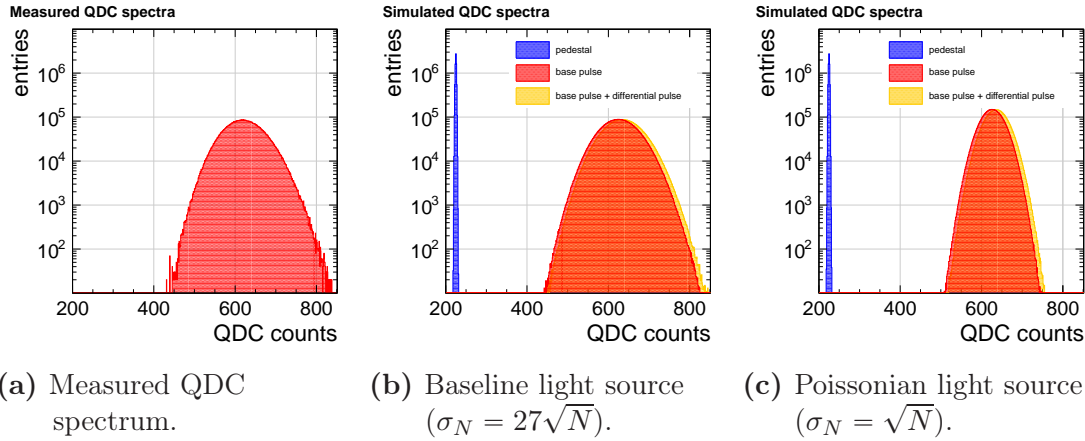 Measured QDC spectra
entries
10^6
10^5
10^4
10^3
10^2
200 400 600 800
QDC counts
(a) Measured QDC
spectrum.
Simulated QDC spectra
entries
pedestal
base pulse
base pulse + differential pulse
10^6
10^5
10^4
10^3
10^2
200 400 600 800
QDC counts
(b) Baseline light source
(σ_N = 27√N).
Simulated QDC spectra
entries
pedestal
base pulse
base pulse + differential pulse
10^6
10^5
10^4
10^3
10^2
200 400 600 800
QDC counts
(c) Poissonian light source
(σ_N = √N).